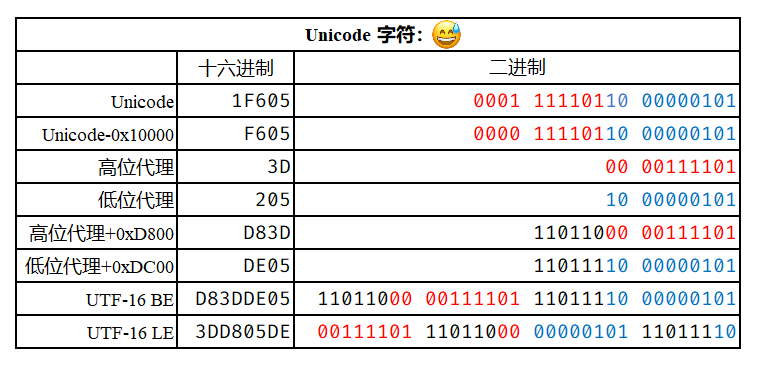 Unicode 字符：😅
十六进制 二进制
Unicode 1F605 0001 11110110 00000101
Unicode-0x10000 F605 0000 11110110 00000101
高位代理 3D 00 00111101
低位代理 205 10 00000101
高位代理+0xD800 D83D 11011000 00111101
低位代理+0xDC00 DE05 11011110 00000101
UTF-16 BE D83DDE05 11011000 00111101 11011110 00000101
UTF-16 LE 3DD805DE 00111101 11011000 00000101 11011110